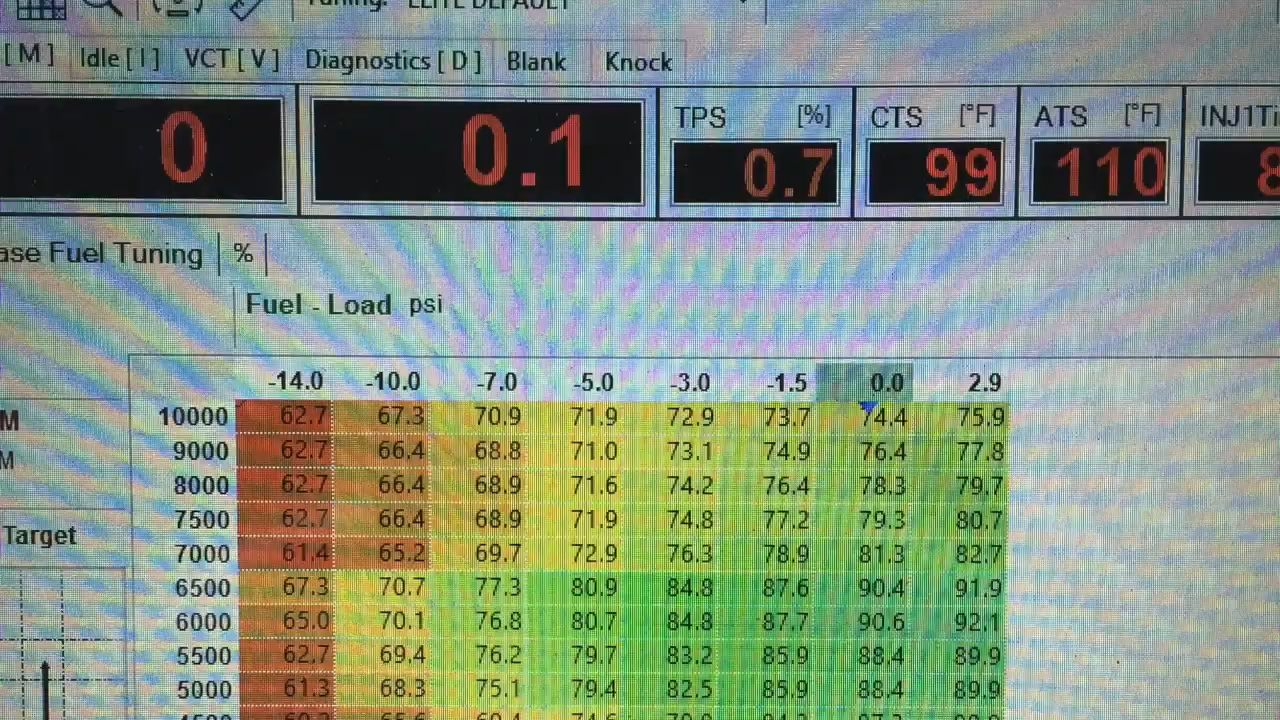 Tuning: ELITE DEFAULT
[ M ] Idle [ I ] VCT [ V ] Diagnostics [ D ] Blank Knock
TPS [%] CTS [°F] ATS [°F]
0 0.1 0.7 99 110 8
ase Fuel Tuning %
Fuel - Load psi
-14.0 -10.0 -7.0 -5.0 -3.0 -1.5 0.0 2.9
M 10000 62.7 67.3 70.9 71.9 72.9 73.7 74.4 75.9
M 9000 62.7 66.4 68.8 71.0 73.1 74.9 76.4 77.8
8000 62.7 66.4 68.9 71.6 74.2 76.4 78.3 79.7
Target 7500 62.7 66.4 68.9 71.9 74.8 77.2 79.3 80.7
7000 61.4 65.2 69.7 72.9 76.3 78.9 81.3 82.7
6500 67.3 70.7 77.3 80.9 84.8 87.6 90.4 91.9
6000 65.0 70.1 76.8 80.7 84.8 87.7 90.6 92.1
5500 62.7 69.4 76.2 79.7 83.2 85.9 88.4 89.9
5000 61.3 68.3 75.1 79.4 82.5 85.9 88.4 89.9